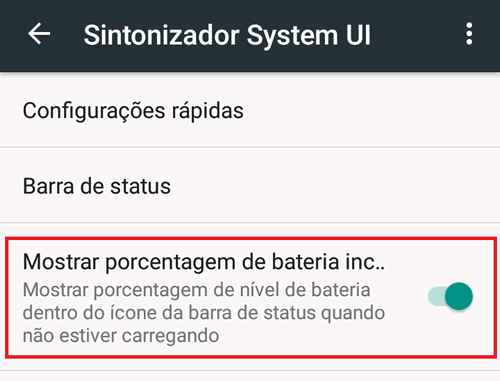 Sintonizador System UI
Configurações rápidas
Barra de status
Mostrar porcentagem de bateria inc..
Mostrar porcentagem de nível de bateria
dentro do ícone da barra de status quando
não estiver carregando